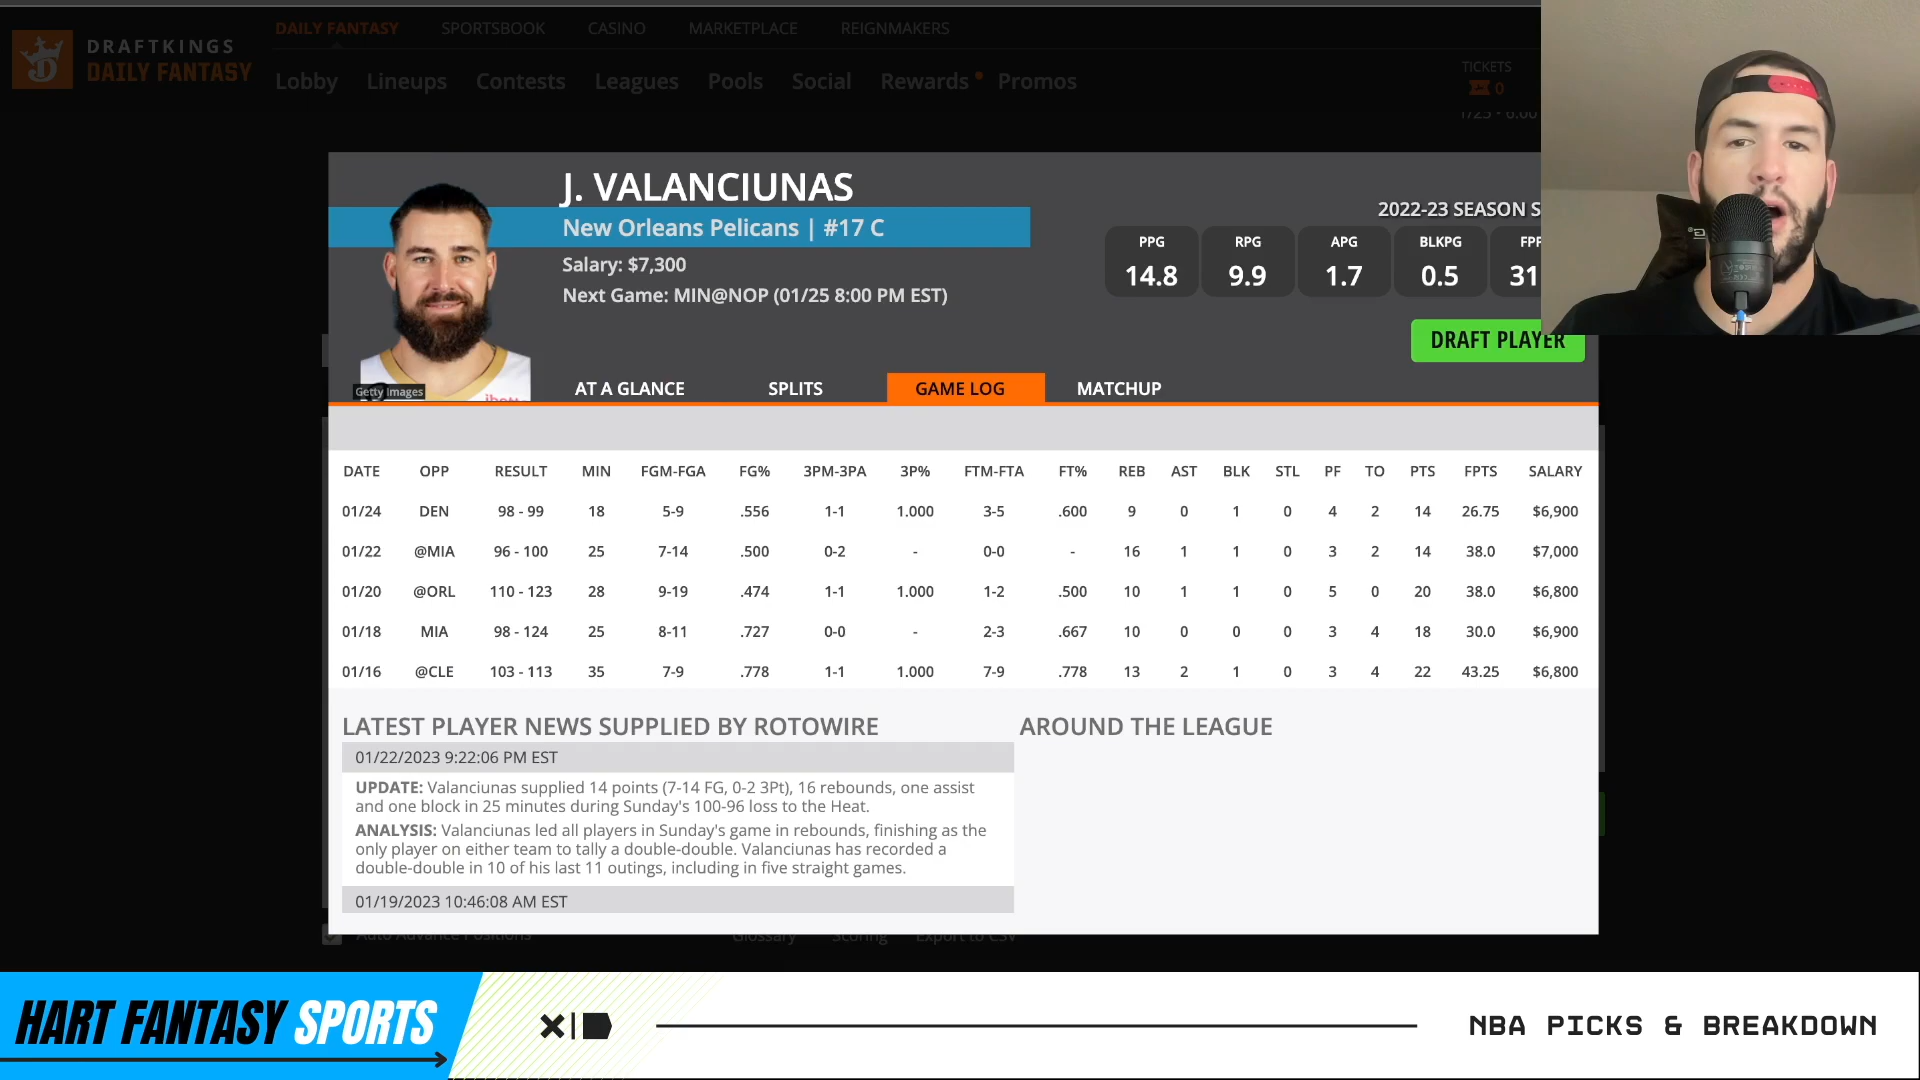 DAILY FANTASY SPORTSBOOK CASINO MARKETPLACE REIGNMAKERS
DRAFTKINGS
DAILY FANTASY
Lobby Lineups Contests Leagues Pools Social Rewards Promos
TICKETS
0
J. VALANCIUNAS
New Orleans Pelicans | #17 C
Salary: $7,300
Next Game: MIN@NOP (01/25 8:00 PM EST)
2022-23 SEASON S
PPG RPG APG BLKPG FPP
14.8 9.9 1.7 0.5 31
DRAFT PLAYER
Getty Images
AT A GLANCE SPLITS GAME LOG MATCHUP
DATE OPP RESULT MIN FGM-FGA FG% 3PM-3PA 3P% FTM-FTA FT% REB AST BLK STL PF TO PTS FPTS SALARY
01/24 DEN 98 - 99 18 5-9 .556 1-1 1.000 3-5 .600 9 0 1 0 4 2 14 26.75 $6,900
01/22 @MIA 96 - 100 25 7-14 .500 0-2 - 0-0 - 16 1 1 0 3 2 14 38.0 $7,000
01/20 @ORL 110 - 123 28 9-19 .474 1-1 1.000 1-2 .500 10 1 1 0 5 0 20 38.0 $6,800
01/18 MIA 98 - 124 25 8-11 .727 0-0 - 2-3 .667 10 0 0 0 3 4 18 30.0 $6,900
01/16 @CLE 103 - 113 35 7-9 .778 1-1 1.000 7-9 .778 13 2 1 0 3 4 22 43.25 $6,800
LATEST PLAYER NEWS SUPPLIED BY ROTOWIRE
AROUND THE LEAGUE
01/22/2023 9:22:06 PM EST
UPDATE: Valanciunas supplied 14 points (7-14 FG, 0-2 3Pt), 16 rebounds, one assist
and one block in 25 minutes during Sunday's 100-96 loss to the Heat.
ANALYSIS: Valanciunas led all players in Sunday's game in rebounds, finishing as the
only player on either team to tally a double-double. Valanciunas has recorded a
double-double in 10 of his last 11 outings, including in five straight games.
01/19/2023 10:46:08 AM EST
Auto Advance Positions Glossary Scoring Export to CSV
HART FANTASY SPORTS
NBA PICKS & BREAKDOWN